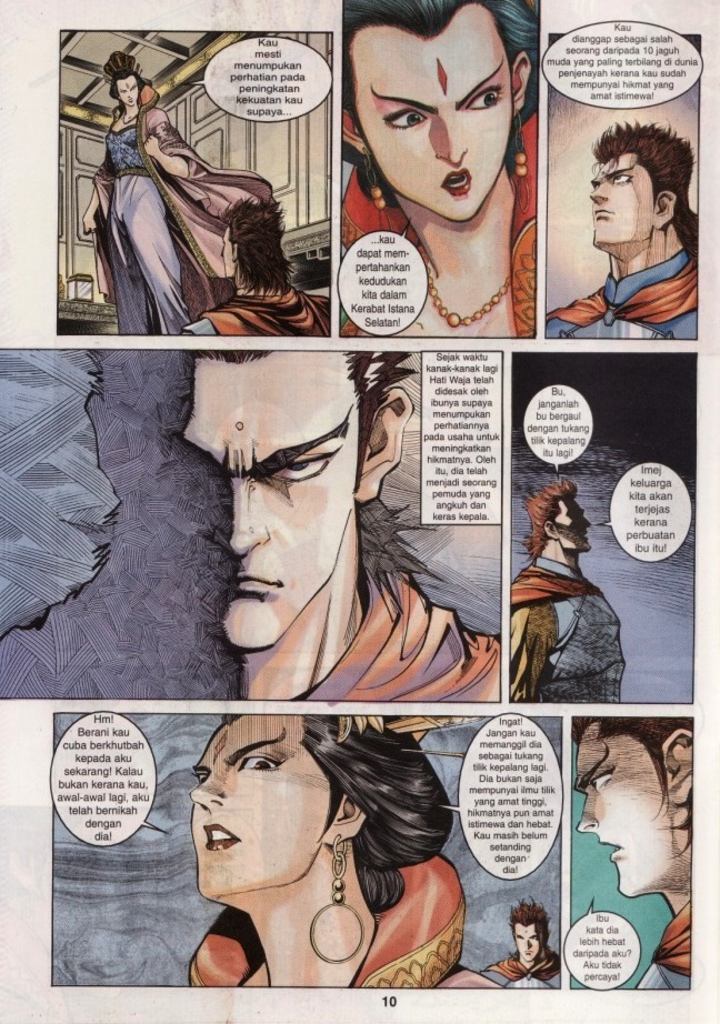 Kau
mesti
menumpukan
perhatian pada
peningkatan
kekuatan kau
supaya...
...kau
dapat mem-
pertahankan
kedudukan
kita dalam
Kerabat Istana
Selatan!
Kau
dianggap sebagai salah
seorang daripada 10 jaguh
muda yang paling terbilang di dunia
penjenayah kerana kau sudah
mempunyai hikmat yang
amat istimewa!
Sejak waktu
kanak-kanak lagi
Hati Waja telah
didesak oleh
ibunya supaya
menumpukan
perhatiannya
pada usaha untuk
meningkatkan
hikmatnya. Oleh
itu, dia telah
menjadi seorang
pemuda yang
angkuh dan
keras kepala.
Bu,
janganlah
bu bergaul
dengan tukang
tilik kepalang
itu lagi!
Imej
keluarga
kita akan
terjejas
kerana
perbuatan
ibu itu!
Hm!
Berani kau
cuba berkhutbah
kepada aku
sekarang! Kalau
bukan kerana kau,
awal-awal lagi, aku
telah bernikah
dengan
dia!
Ingat!
Jangan kau
memanggil dia
sebagai tukang
tilik kepalang lagi.
Dia bukan saja
mempunyai ilmu tilik
yang amat tinggi,
hikmatnya pun amat
istimewa dan hebat.
Kau masih belum
setanding
dengan
dia!
Ibu
kata dia
lebih hebat
daripada aku?
Aku tidak
percaya!
10